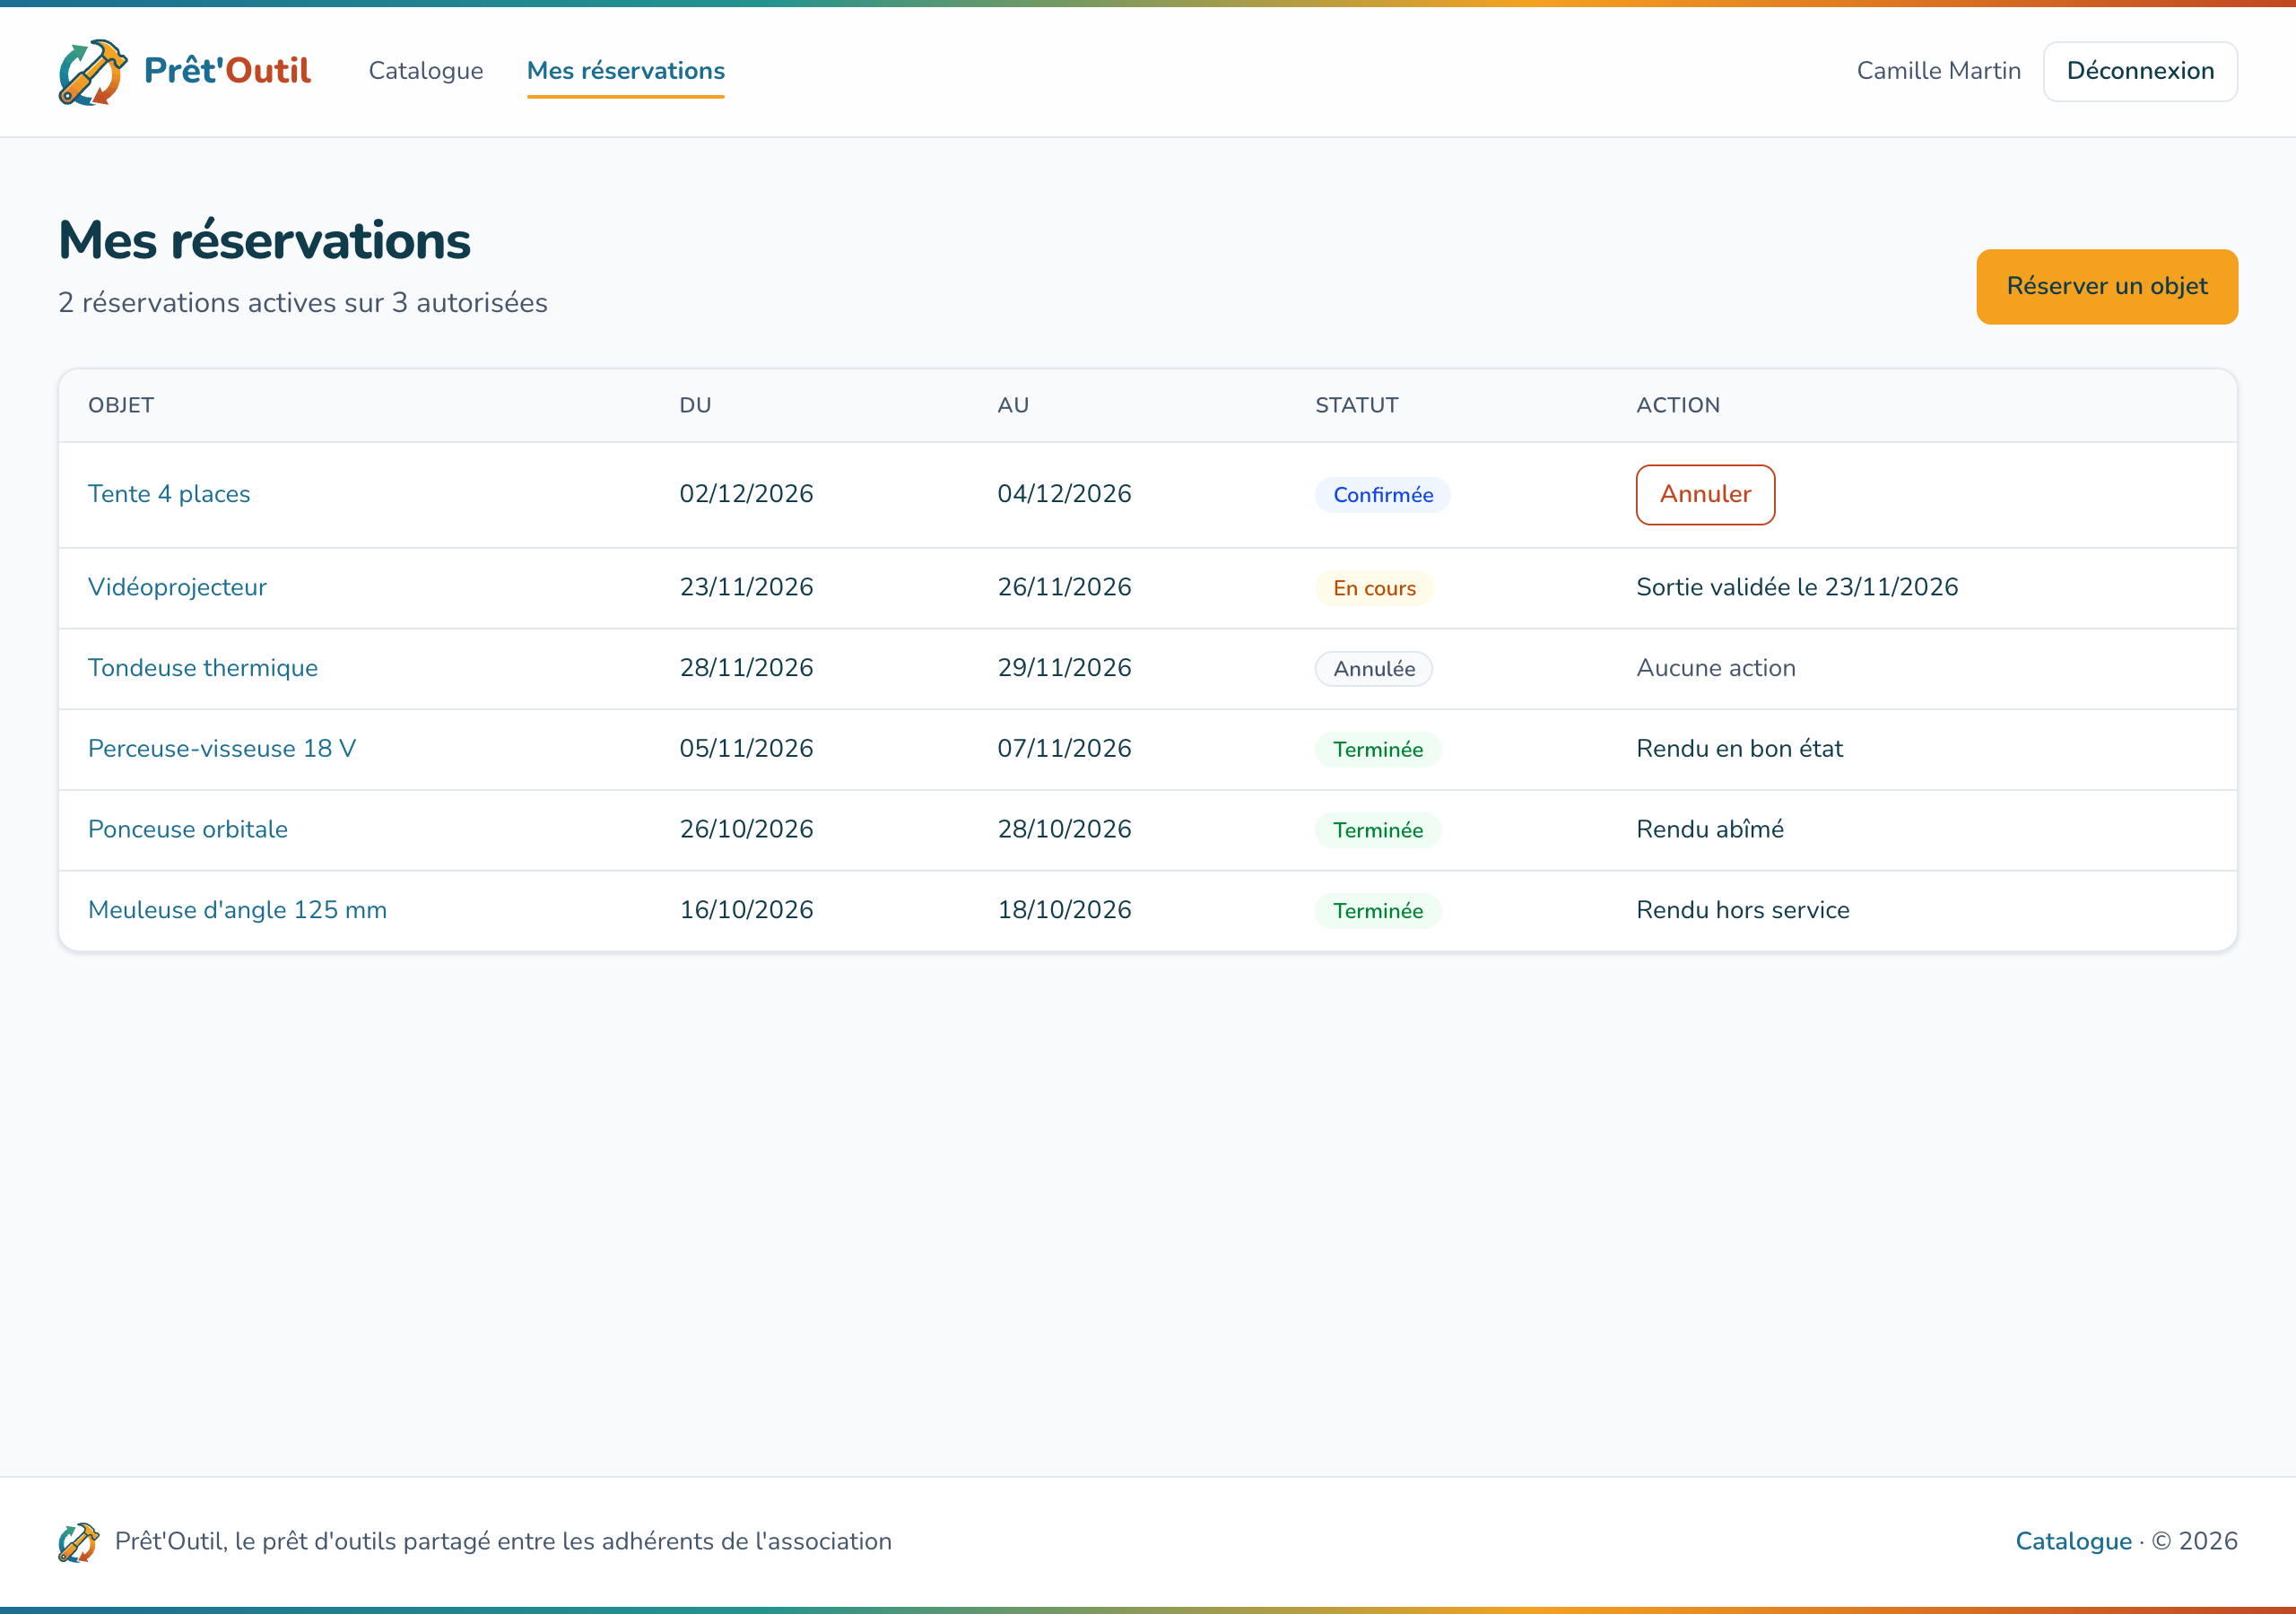 Prêt'Outil Catalogue Mes réservations Camille Martin Déconnexion
Mes réservations
2 réservations actives sur 3 autorisées
Réserver un objet
OBJET DU AU STATUT ACTION
Tente 4 places 02/12/2026 04/12/2026 Confirmée Annuler
Vidéoprojecteur 23/11/2026 26/11/2026 En cours Sortie validée le 23/11/2026
Tondeuse thermique 28/11/2026 29/11/2026 Annulée Aucune action
Perceuse-visseuse 18 V 05/11/2026 07/11/2026 Terminée Rendu en bon état
Ponceuse orbitale 26/10/2026 28/10/2026 Terminée Rendu abîmé
Meuleuse d'angle 125 mm 16/10/2026 18/10/2026 Terminée Rendu hors service
Prêt'Outil, le prêt d'outils partagé entre les adhérents de l'association Catalogue · © 2026